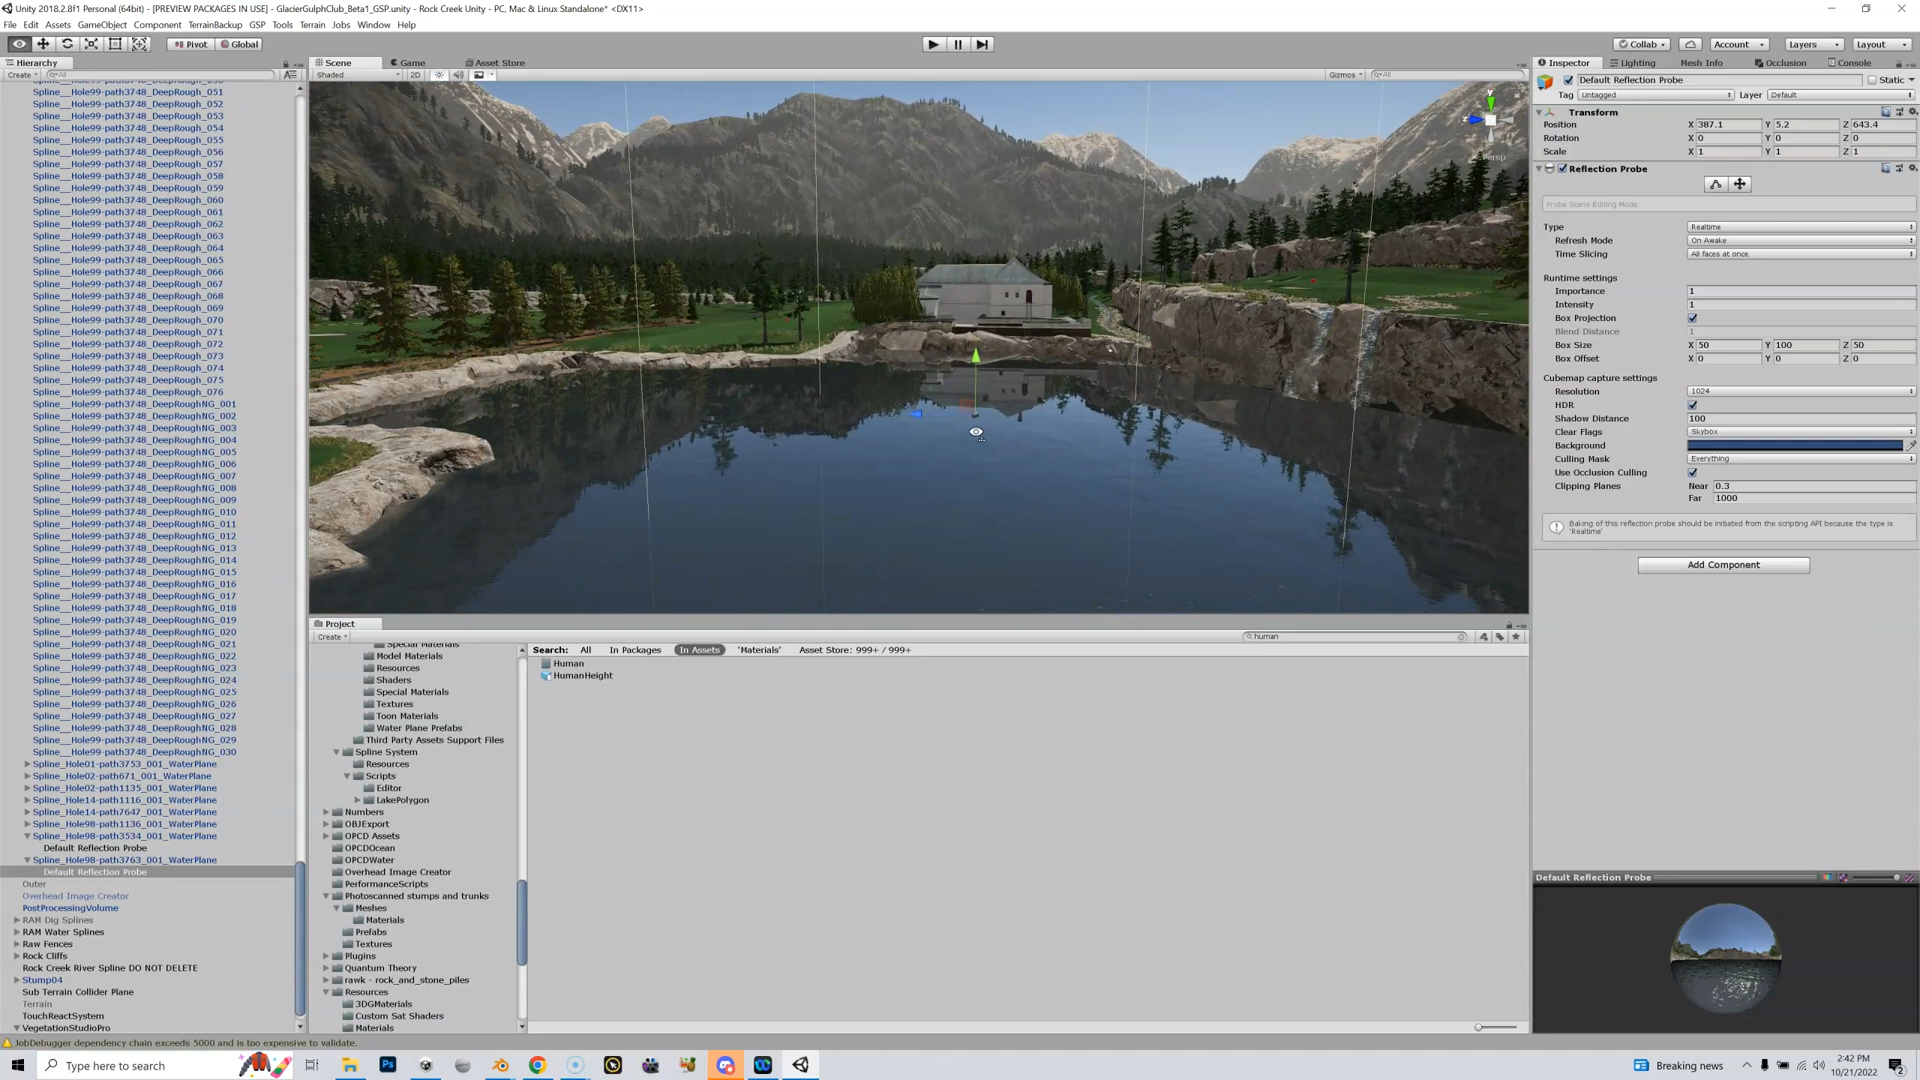 Unity 2018.2.8f1 Personal (64bit) - [PREVIEW PACKAGES IN USE] - GlacierGulphClub_Beta1_GSP.unity - Rock Creek Unity - PC, Mac & Linux Standalone* <DX11>
File Edit Assets GameObject Component TerrainBackup GSP Tools Terrain Jobs Window Help
Pivot Global
Collab Account Layers Layout
Hierarchy
Create All
Spline__Hole99-path3748_DeepRough_051
Spline__Hole99-path3748_DeepRough_052
Spline__Hole99-path3748_DeepRough_053
Spline__Hole99-path3748_DeepRough_054
Spline__Hole99-path3748_DeepRough_055
Spline__Hole99-path3748_DeepRough_056
Spline__Hole99-path3748_DeepRough_057
Spline__Hole99-path3748_DeepRough_058
Spline__Hole99-path3748_DeepRough_059
Spline__Hole99-path3748_DeepRough_060
Spline__Hole99-path3748_DeepRough_061
Spline__Hole99-path3748_DeepRough_062
Spline__Hole99-path3748_DeepRough_063
Spline__Hole99-path3748_DeepRough_064
Spline__Hole99-path3748_DeepRough_065
Spline__Hole99-path3748_DeepRough_066
Spline__Hole99-path3748_DeepRough_067
Spline__Hole99-path3748_DeepRough_068
Spline__Hole99-path3748_DeepRough_069
Spline__Hole99-path3748_DeepRough_070
Spline__Hole99-path3748_DeepRough_071
Spline__Hole99-path3748_DeepRough_072
Spline__Hole99-path3748_DeepRough_073
Spline__Hole99-path3748_DeepRough_074
Spline__Hole99-path3748_DeepRough_075
Spline__Hole99-path3748_DeepRough_076
Spline__Hole99-path3748_DeepRoughNG_001
Spline__Hole99-path3748_DeepRoughNG_002
Spline__Hole99-path3748_DeepRoughNG_003
Spline__Hole99-path3748_DeepRoughNG_004
Spline__Hole99-path3748_DeepRoughNG_005
Spline__Hole99-path3748_DeepRoughNG_006
Spline__Hole99-path3748_DeepRoughNG_007
Spline__Hole99-path3748_DeepRoughNG_008
Spline__Hole99-path3748_DeepRoughNG_009
Spline__Hole99-path3748_DeepRoughNG_010
Spline__Hole99-path3748_DeepRoughNG_011
Spline__Hole99-path3748_DeepRoughNG_012
Spline__Hole99-path3748_DeepRoughNG_013
Spline__Hole99-path3748_DeepRoughNG_014
Spline__Hole99-path3748_DeepRoughNG_015
Spline__Hole99-path3748_DeepRoughNG_016
Spline__Hole99-path3748_DeepRoughNG_017
Spline__Hole99-path3748_DeepRoughNG_018
Spline__Hole99-path3748_DeepRoughNG_019
Spline__Hole99-path3748_DeepRoughNG_020
Spline__Hole99-path3748_DeepRoughNG_021
Spline__Hole99-path3748_DeepRoughNG_022
Spline__Hole99-path3748_DeepRoughNG_023
Spline__Hole99-path3748_DeepRoughNG_024
Spline__Hole99-path3748_DeepRoughNG_025
Spline__Hole99-path3748_DeepRoughNG_026
Spline__Hole99-path3748_DeepRoughNG_027
Spline__Hole99-path3748_DeepRoughNG_028
Spline__Hole99-path3748_DeepRoughNG_029
Spline__Hole99-path3748_DeepRoughNG_030
Spline_Hole01-path3753_001_WaterPlane
Spline_Hole02-path671_001_WaterPlane
Spline_Hole02-path1135_001_WaterPlane
Spline_Hole14-path1116_001_WaterPlane
Spline_Hole14-path7647_001_WaterPlane
Spline_Hole98-path1136_001_WaterPlane
Spline_Hole98-path3534_001_WaterPlane
Default Reflection Probe
Spline_Hole98-path3763_001_WaterPlane
Default Reflection Probe
Outer
Overhead Image Creator
PostProcessingVolume
RAM Dig Splines
RAM Water Splines
Raw Fences
Rock Cliffs
Rock Creek River Spline DO NOT DELETE
Stump04
Sub Terrain Collider Plane
Terrain
TouchReactSystem
VegetationStudioPro
Scene Game Asset Store
Shaded 2D Gizmos All
y
z
Persp
Project
Create human
Special Materials
Model Materials
Resources
Shaders
Special Materials
Textures
Toon Materials
Water Plane Prefabs
Third Party Assets Support Files
Spline System
Resources
Scripts
Editor
LakePolygon
Numbers
OBJExport
OPCD Assets
OPCDOcean
OPCDWater
Overhead Image Creator
PerformanceScripts
Photoscanned stumps and trunks
Meshes
Materials
Prefabs
Textures
Plugins
Quantum Theory
rawk - rock_and_stone_piles
Resources
3DGMaterials
Custom Sat Shaders
Materials
Search: All In Packages In Assets 'Materials' Asset Store: 999+ / 999+
Human
HumanHeight
Inspector Lighting Mesh Info Occlusion Console
Default Reflection Probe Static
Tag Untagged Layer Default
Transform
Position X 387.1 Y 5.2 Z 643.4
Rotation X 0 Y 0 Z 0
Scale X 1 Y 1 Z 1
Reflection Probe
Probe Scene Editing Mode:
Type Realtime
Refresh Mode On Awake
Time Slicing All faces at once
Runtime settings
Importance 1
Intensity 1
Box Projection
Blend Distance 1
Box Size X 50 Y 100 Z 50
Box Offset X 0 Y 0 Z 0
Cubemap capture settings
Resolution 1024
HDR
Shadow Distance 100
Clear Flags Skybox
Background
Culling Mask Everything
Use Occlusion Culling
Clipping Planes Near 0.3
Far 1000
Baking of this reflection probe should be initiated from the scripting API because the type is 'Realtime'
Add Component
Default Reflection Probe
JobDebugger dependency chain exceeds 5000 and is too expensive to validate.
Type here to search
Ps
Breaking news
2:42 PM
10/21/2022
2